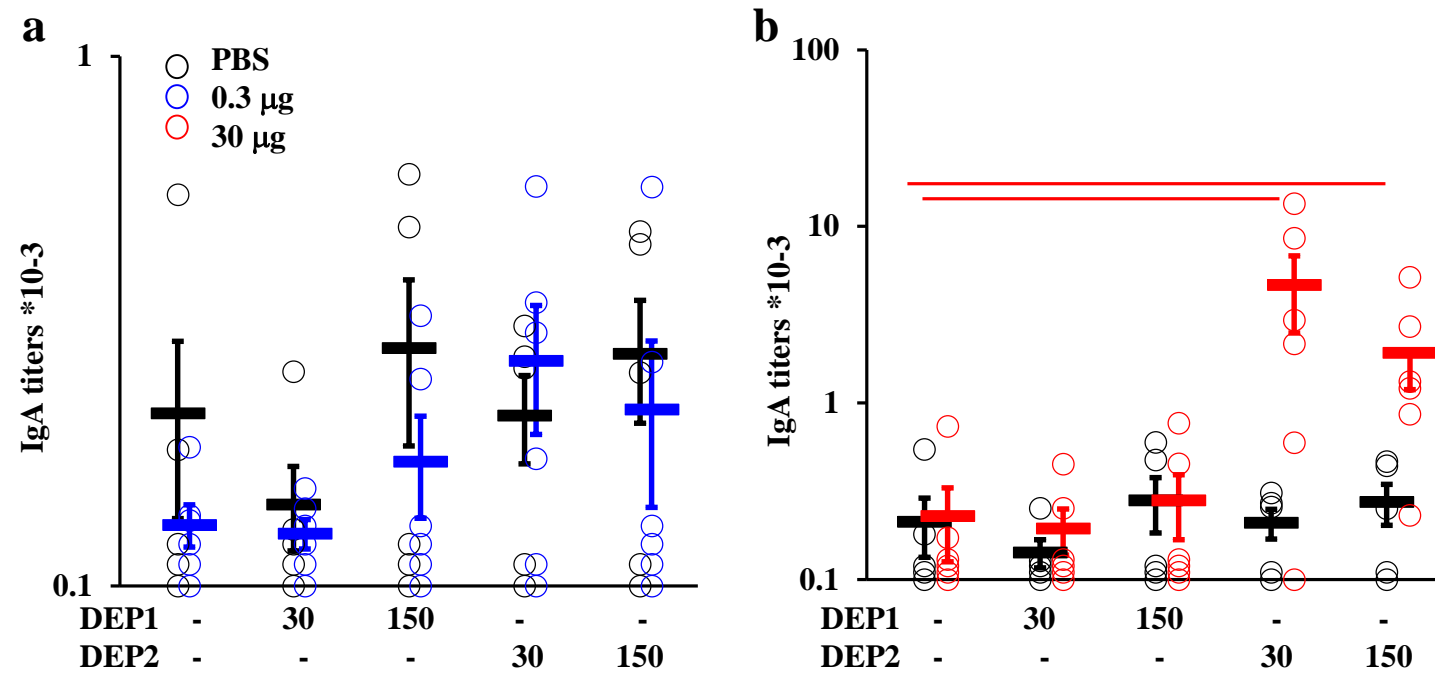 a
1
PBS
0.3 μg
30 μg
IgA titers *10-3
0.1
DEP1 - 30 150 - -
DEP2 - - - 30 150
b
100
10
IgA titers *10-3
1
0.1
DEP1 - 30 150 - -
DEP2 - - - 30 150